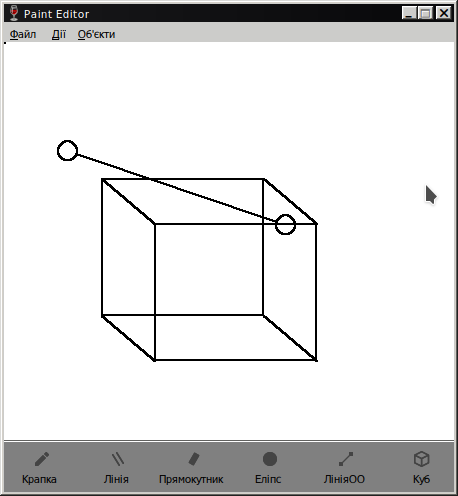 Paint Editor
Файл Дії Об'єкти
Крапка Лінія Прямокутник Еліпс ЛініяОО Куб